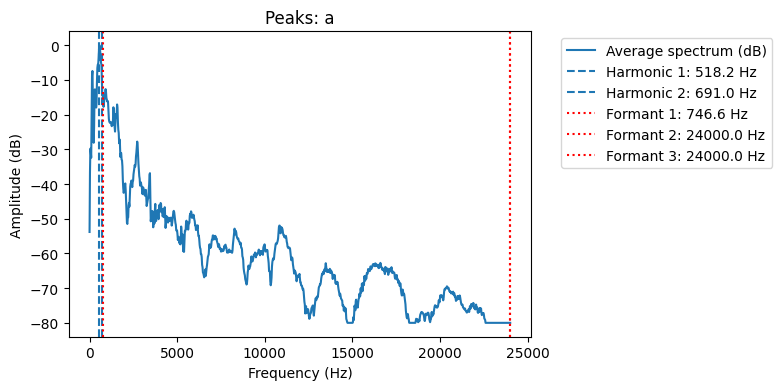 Peaks: a
Average spectrum (dB)
Harmonic 1: 518.2 Hz
Harmonic 2: 691.0 Hz
Formant 1: 746.6 Hz
Formant 2: 24000.0 Hz
Formant 3: 24000.0 Hz
Amplitude (dB)
0
−10
−20
−30
−40
−50
−60
−70
−80
0
5000
10000
15000
20000
25000
Frequency (Hz)